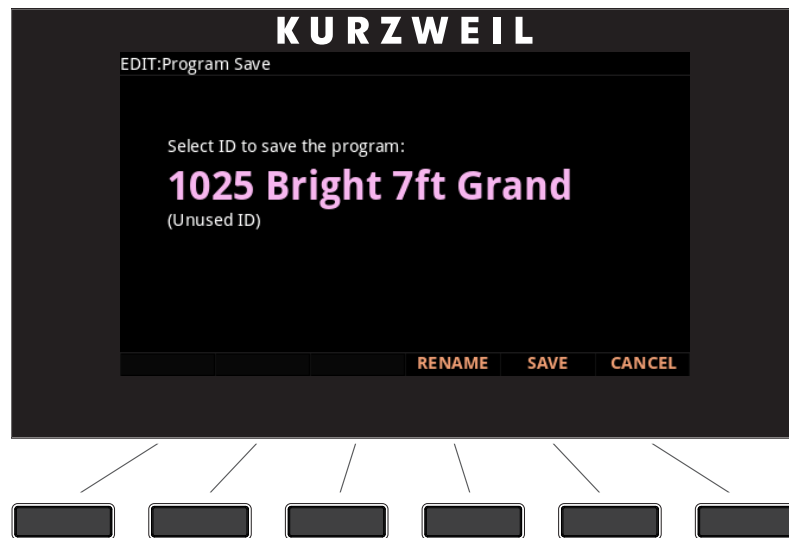 KURZWEIL
EDIT:Program Save
Select ID to save the program:
1025 Bright 7ft Grand
(Unused ID)
RENAME SAVE CANCEL